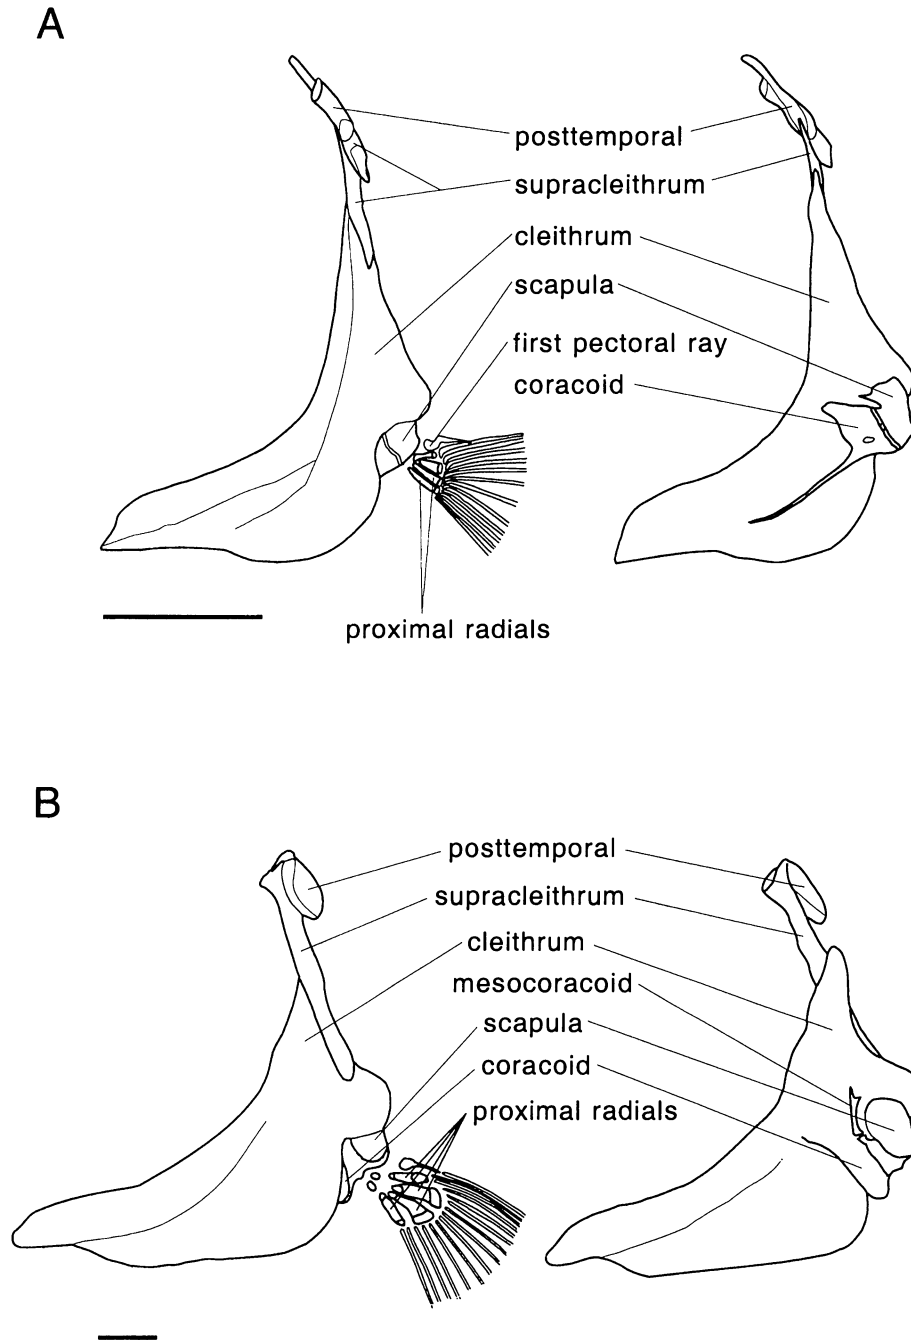 A
posttemporal
supracleithrum
cleithrum
scapula
first pectoral ray
coracoid
proximal radials
B
posttemporal
supracleithrum
cleithrum
mesocoracoid
scapula
coracoid
proximal radials